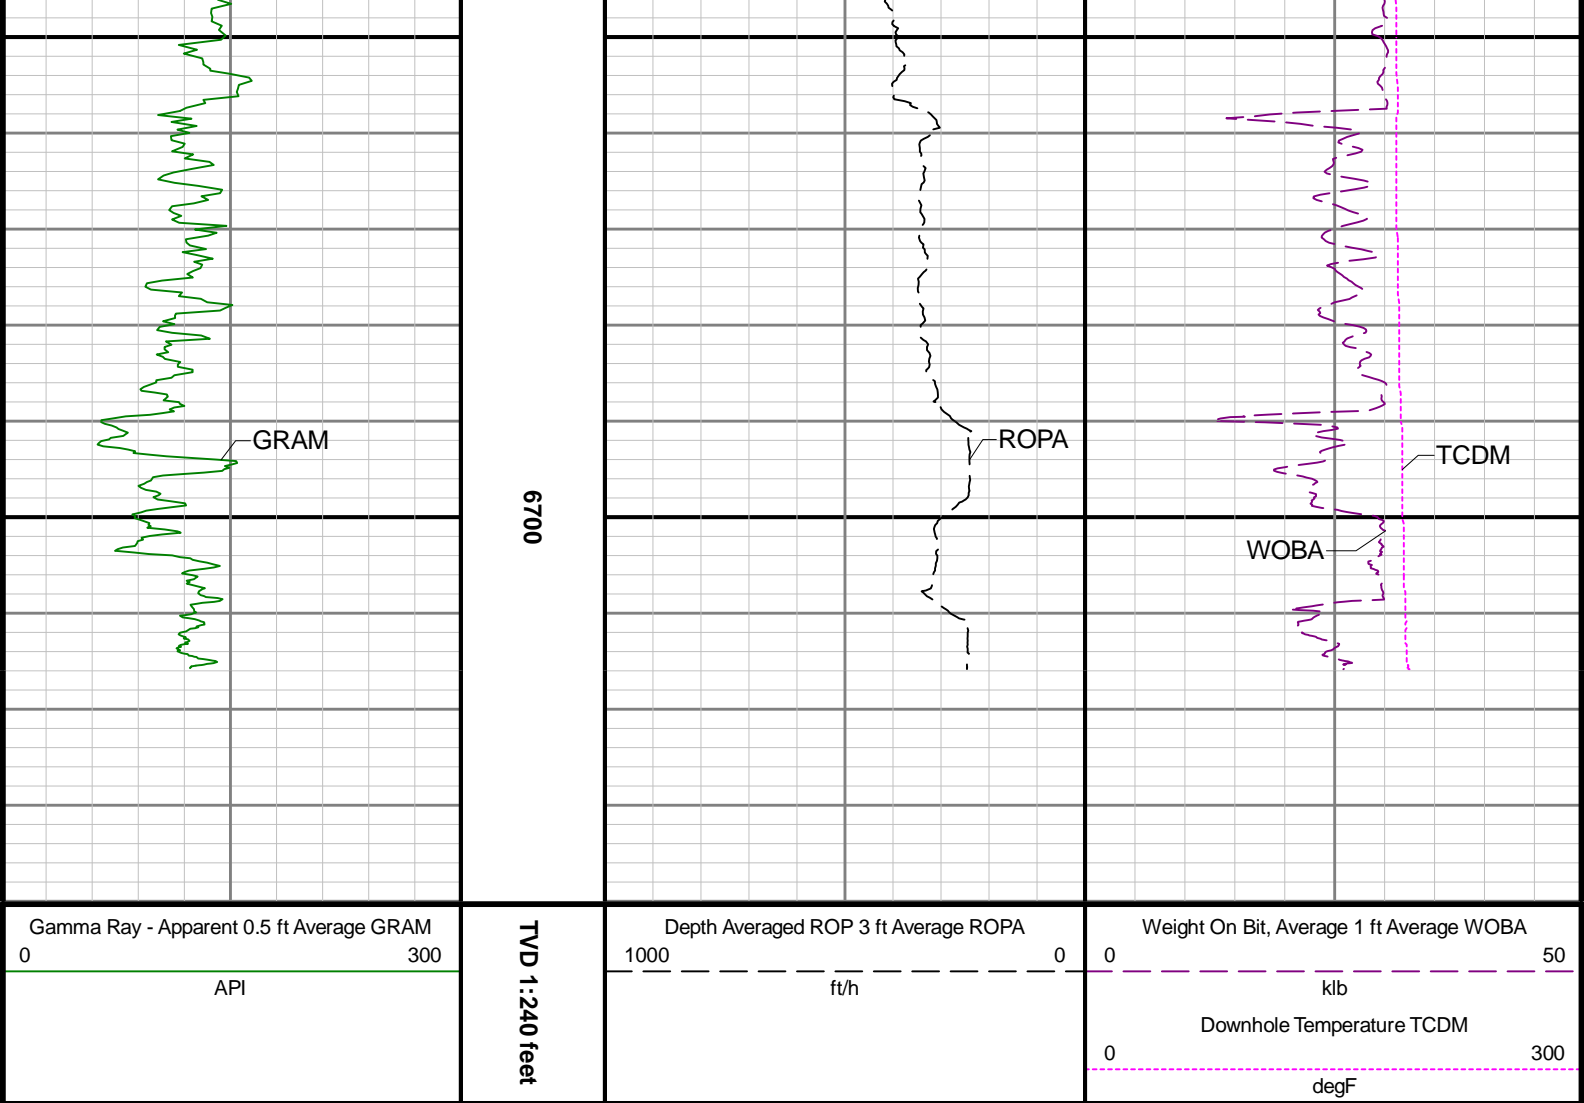 GRAM
ROPA
TCDM
WOBA
6700
Gamma Ray - Apparent 0.5 ft Average GRAM
0 300
API
TVD 1:240 feet
Depth Averaged ROP 3 ft Average ROPA
1000 0
ft/h
Weight On Bit, Average 1 ft Average WOBA
0 50
klb
Downhole Temperature TCDM
0 300
degF